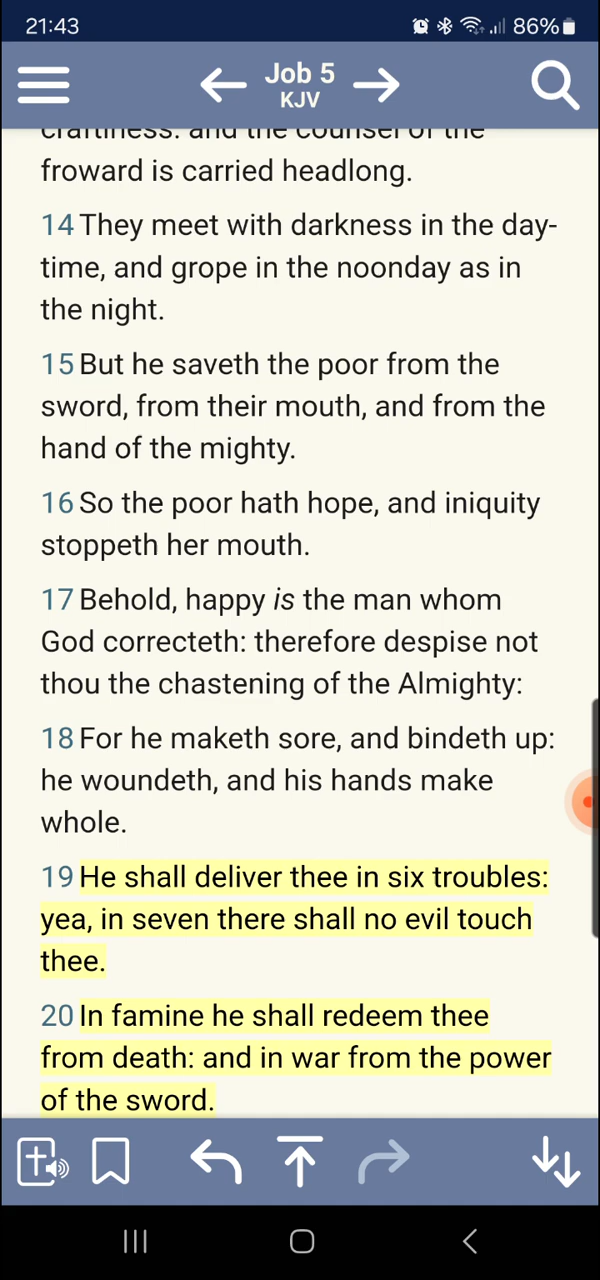 21:43 86%
Job 5
KJV
craftiness: and the counsel of the
froward is carried headlong.
14 They meet with darkness in the day-
time, and grope in the noonday as in
the night.
15 But he saveth the poor from the
sword, from their mouth, and from the
hand of the mighty.
16 So the poor hath hope, and iniquity
stoppeth her mouth.
17 Behold, happy is the man whom
God correcteth: therefore despise not
thou the chastening of the Almighty:
18 For he maketh sore, and bindeth up:
he woundeth, and his hands make
whole.
19 He shall deliver thee in six troubles:
yea, in seven there shall no evil touch
thee.
20 In famine he shall redeem thee
from death: and in war from the power
of the sword.